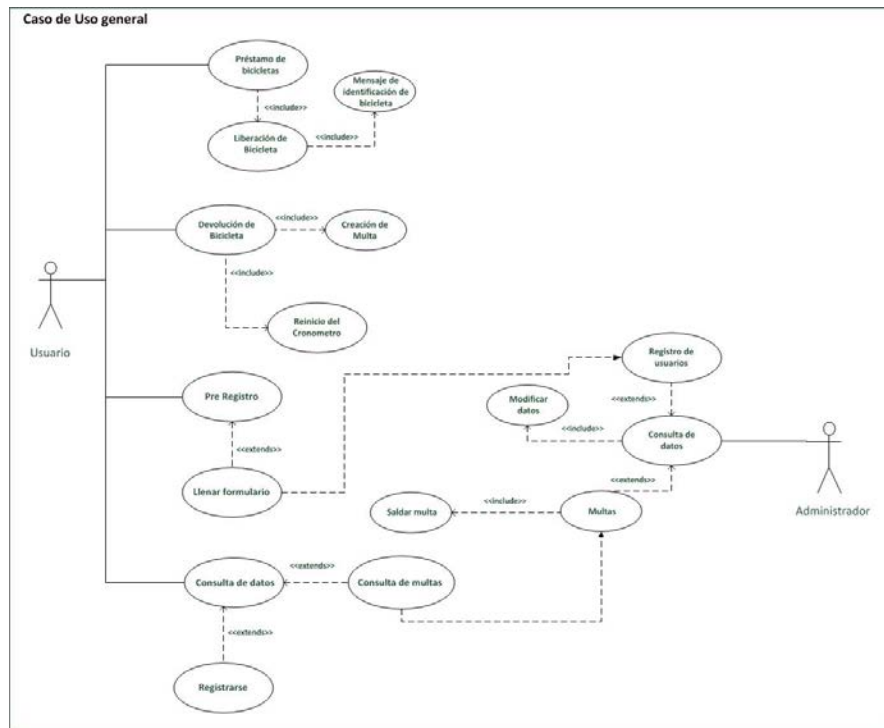 Caso de Uso general
Préstamo de
bicicletas
Mensaje de
identificación de
bicicleta
<<include>>
<<include>>
Liberación de
Bicicleta
Devolución de
Bicicleta
<<include>>
Creación de
Multa
<<include>>
Reinicio del
Cronometro
Usuario
Registro de
usuarios
Pre Registro
Modificar
datos
<<extends>>
<<include>>
Consulta de
datos
<<extends>>
<<extends>>
Llenar formulario
Saldar multa
<<include>>
Multas
Administrador
Consulta de datos
<<extends>>
Consulta de multas
<<extends>>
Registrarse